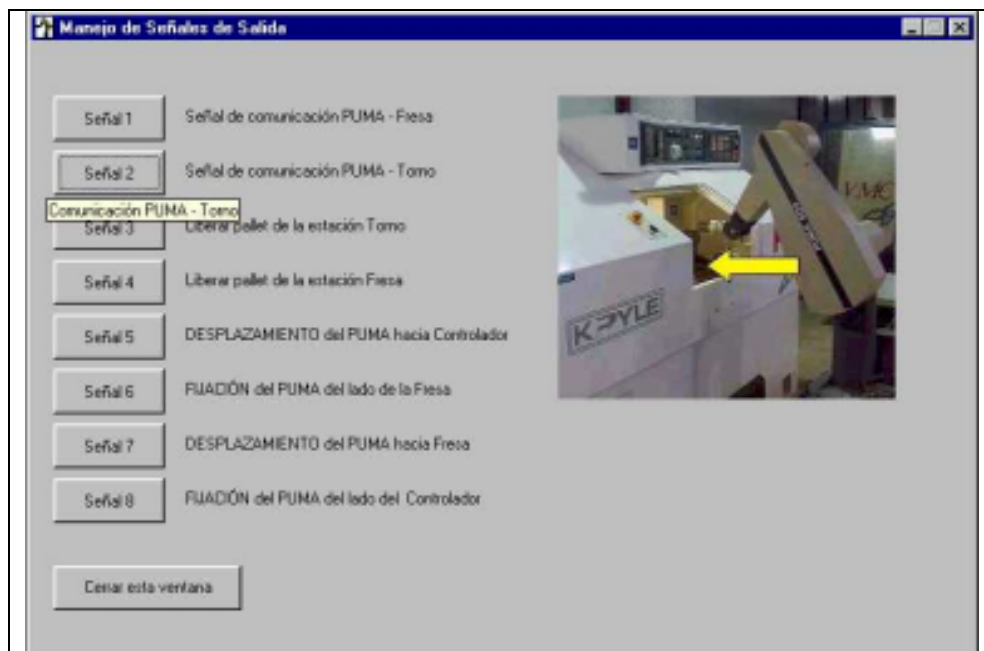 Manejo de Señales de Salida
Señal 1 Señal de comunicación PUMA - Fresa
Señal 2 Señal de comunicación PUMA - Torno
Comunicación PUMA - Torno
Señal 3 Liberar pallet de la estación Torno
Señal 4 Liberar pallet de la estación Fresa
Señal 5 DESPLAZAMIENTO del PUMA hacia Controlador
Señal 6 FIJACIÓN del PUMA del lado de la Fresa
Señal 7 DESPLAZAMIENTO del PUMA hacia Fresa
Señal 8 FIJACIÓN del PUMA del lado del Controlador
Cerrar esta ventana
VMC
K PYLE